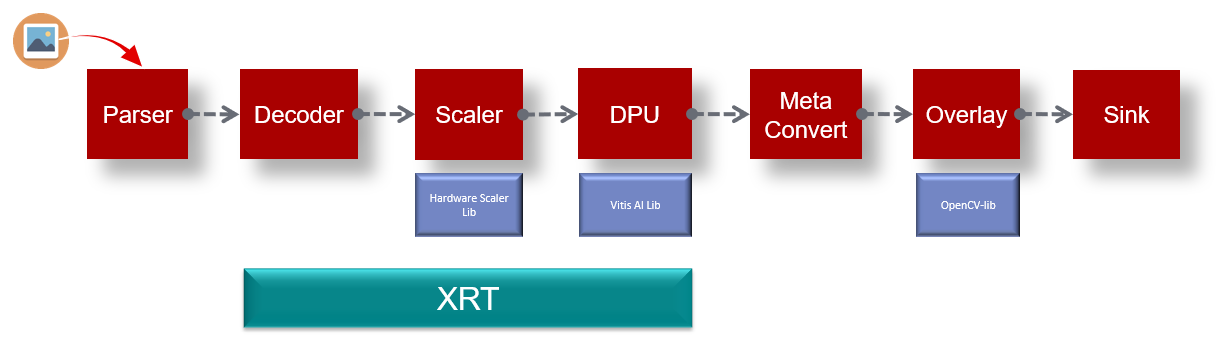 Parser
Decoder
Scaler
DPU
Meta
Convert
Overlay
Sink
Hardware Scaler
Lib
Vitis AI Lib
OpenCV-lib
XRT